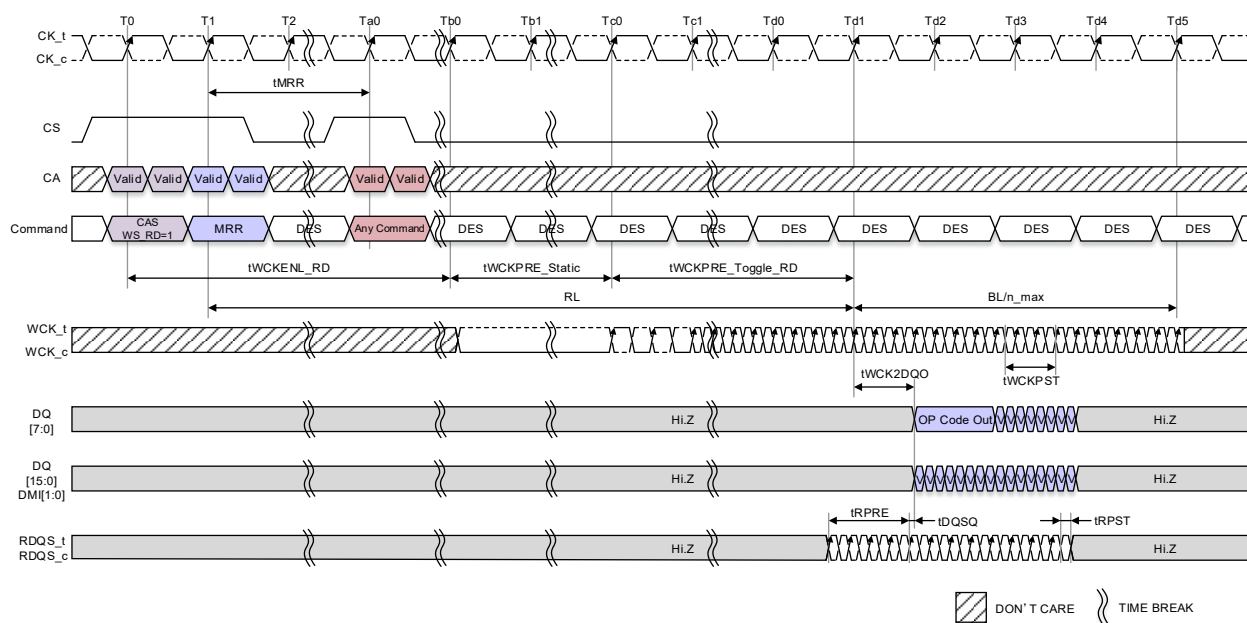 T0 T1 T2 Ta0 Tb0 Tb1 Tc0 Tc1 Td0 Td1 Td2 Td3 Td4 Td5
CK_t
CK_c
tMRR
CS
CA Valid Valid Valid Valid Valid Valid
Command CAS WS_RD=1 MRR DES Any Command DES DES DES DES DES DES DES DES DES DES
tWCKENL_RD tWCKPRE_Static tWCKPRE_Toggle_RD
RL BL/n_max
WCK_t
WCK_c
tWCK2DQO tWCKPST
DQ
[7:0] Hi.Z OP Code Out V V V V V V V V Hi.Z
DQ
[15:0] Hi.Z V V V V V V V V V V V V V V V V Hi.Z
DMI[1:0]
tRPRE tDQSQ tRPST
RDQS_t
RDQS_c Hi.Z Hi.Z
DON'T CARE TIME BREAK